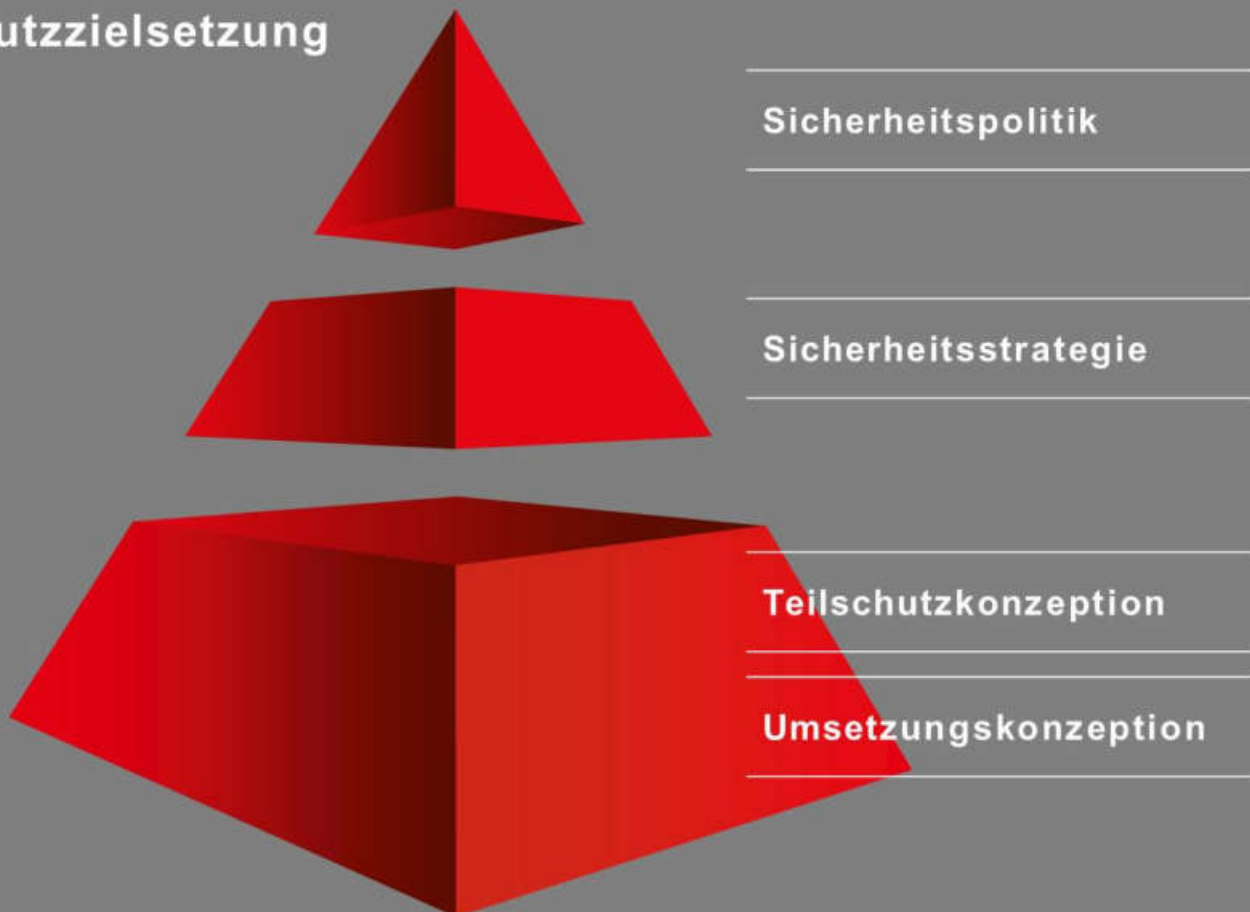 utzzielsetzung
Sicherheitspolitik
Sicherheitsstrategie
Teilschutzkonzeption
Umsetzungskonzeption